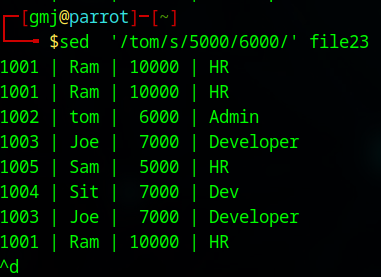 ┌─[gmj@parrot]─[~]
└──╼ $sed  '/tom/s/5000/6000/' file23
1001 | Ram | 10000 | HR
1001 | Ram | 10000 | HR
1002 | tom |  6000 | Admin
1003 | Joe |  7000 | Developer
1005 | Sam |  5000 | HR
1004 | Sit |  7000 | Dev
1003 | Joe |  7000 | Developer
1001 | Ram | 10000 | HR
^d